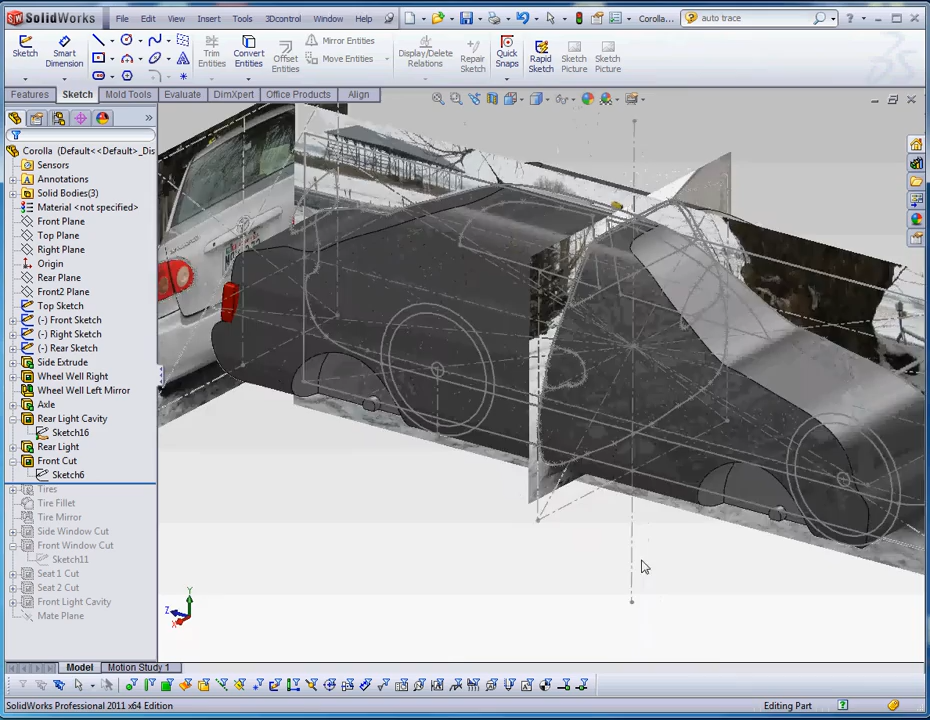 SolidWorks File Edit View Insert Tools 3Dcontrol Window Help Corolla... auto trace
Sketch Smart Dimension Trim Entities Convert Entities Offset Entities Mirror Entities Move Entities Display/Delete Relations Repair Sketch Quick Snaps Rapid Sketch Sketch Picture Sketch Picture
Features Sketch Mold Tools Evaluate DimXpert Office Products Align
Corolla (Default<<Default>_Dis
Sensors
Annotations
Solid Bodies(3)
Material <not specified>
Front Plane
Top Plane
Right Plane
Origin
Rear Plane
Front2 Plane
Top Sketch
(-) Front Sketch
(-) Right Sketch
(-) Rear Sketch
Side Extrude
Wheel Well Right
Wheel Well Left Mirror
Axle
Rear Light Cavity
Sketch16
Rear Light
Front Cut
Sketch6
Tires
Tire Fillet
Tire Mirror
Side Window Cut
Front Window Cut
Sketch11
Seat 1 Cut
Seat 2 Cut
Front Light Cavity
Mate Plane
Y
Z
X
Model Motion Study 1
SolidWorks Professional 2011 x64 Edition Editing Part